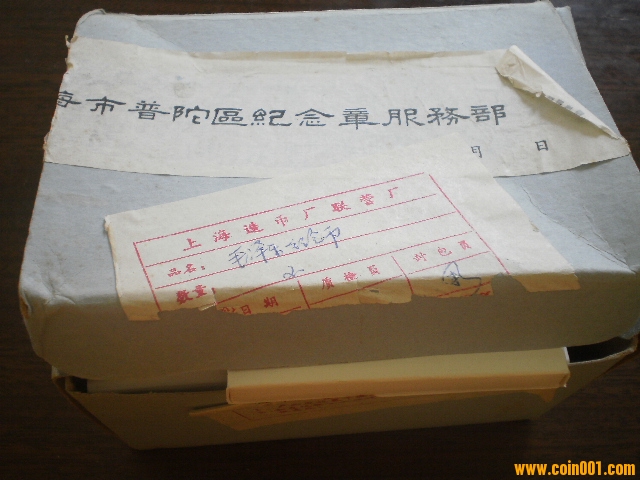 海市普陀區紀念章服務部
月 日
上海造币厂联营厂
品名： 毛泽东纪念币
数量：
质检员
封包员
日期
www.coin001.com